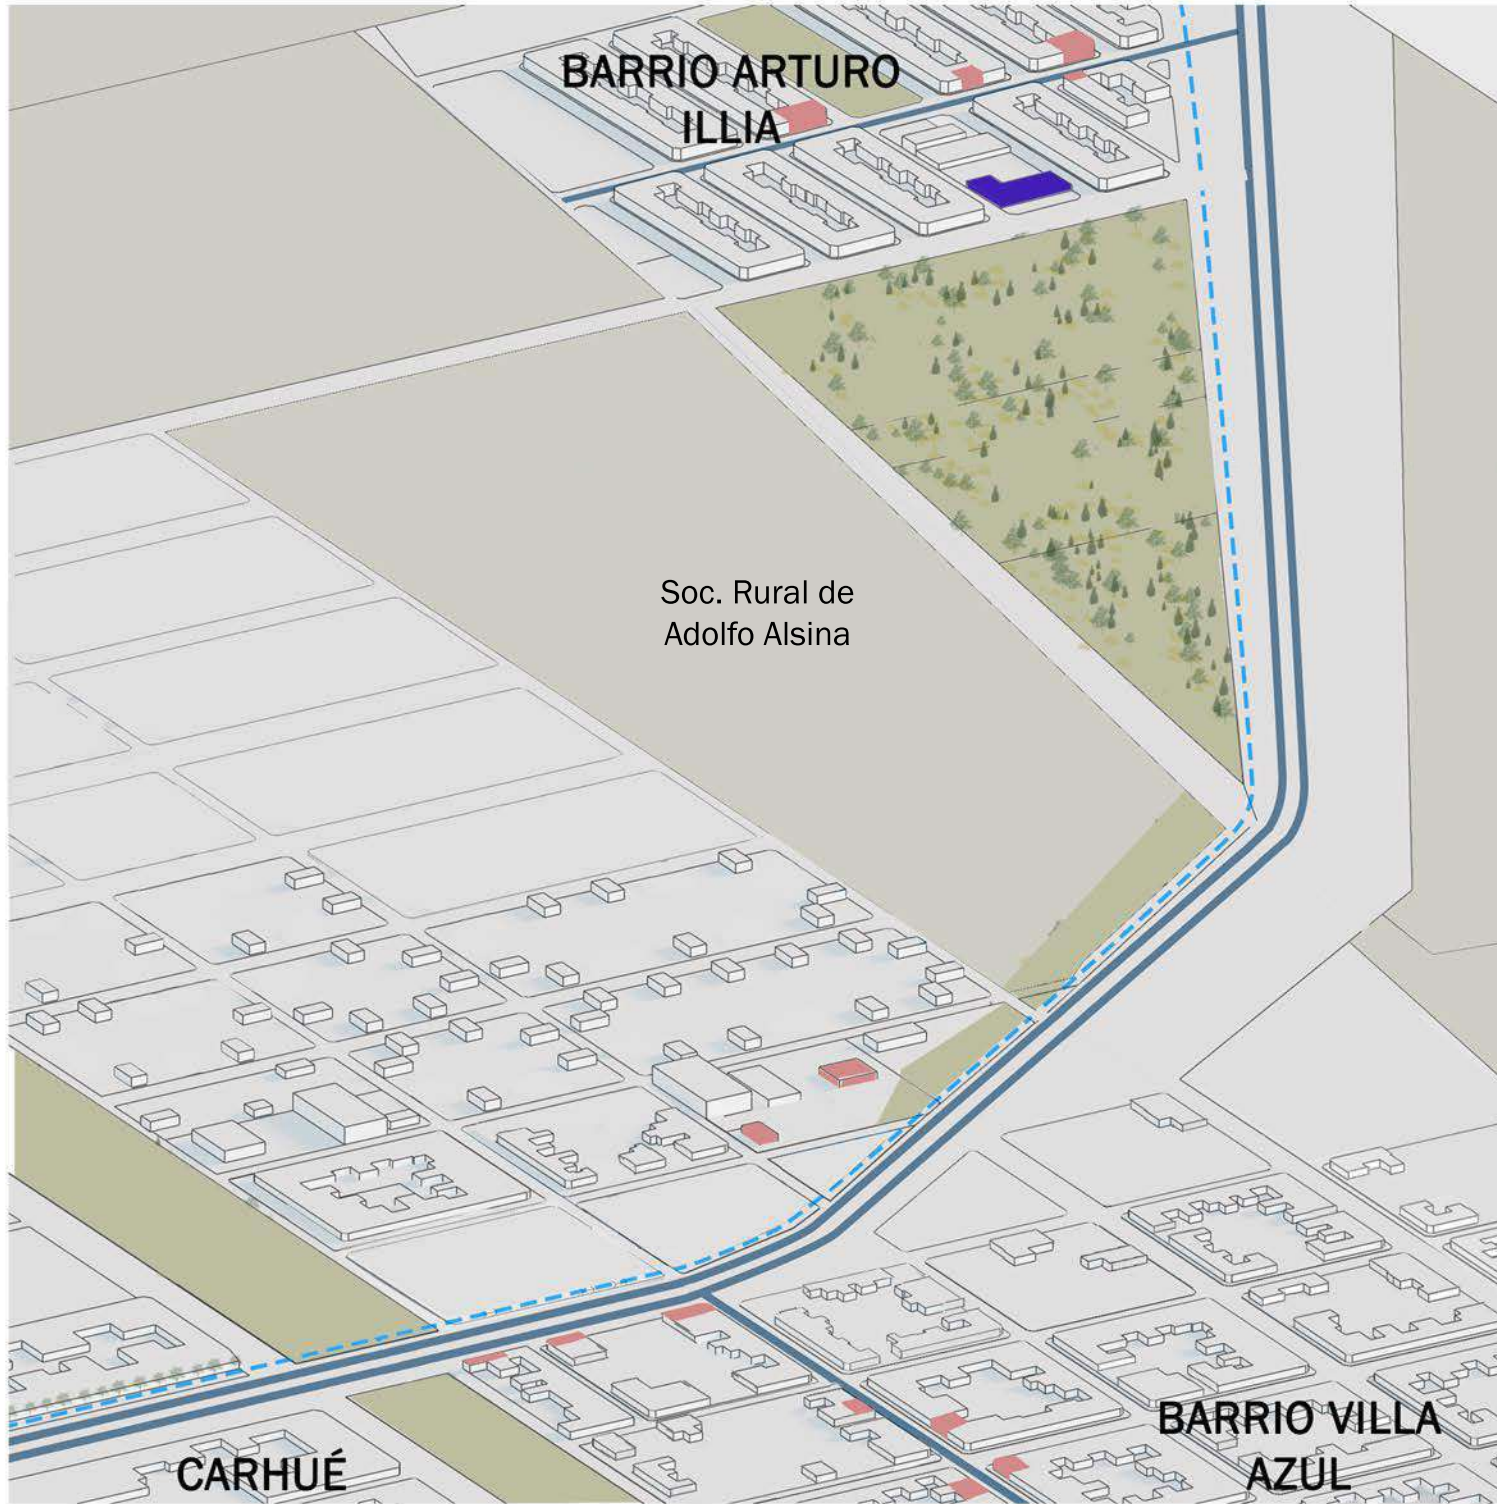 BARRIO ARTURO
ILLIA
Soc. Rural de
Adolfo Alsina
BARRIO VILLA
AZUL
CARHUÉ